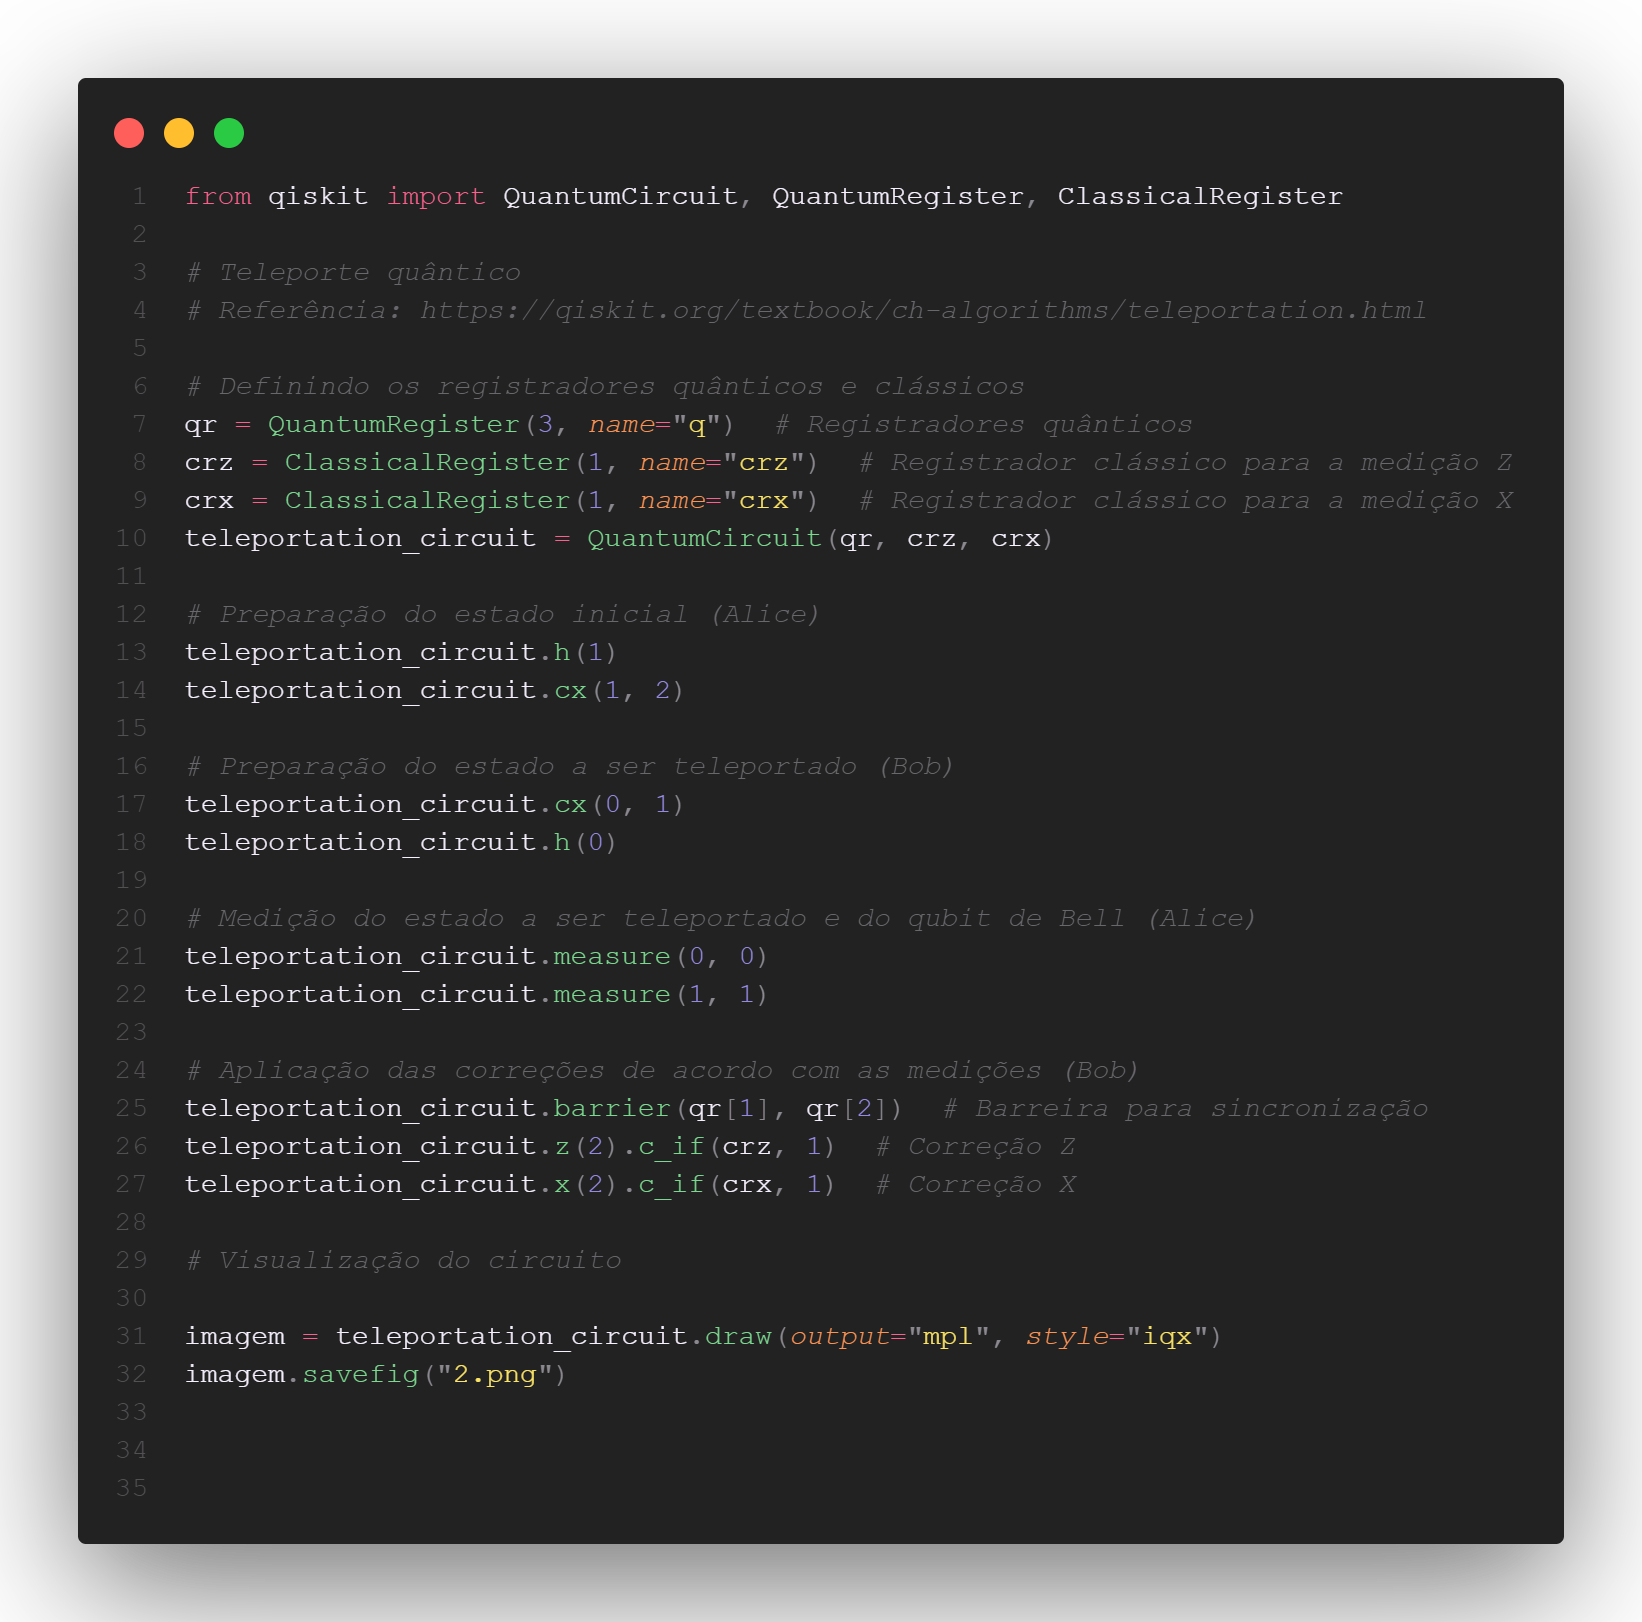 1 from qiskit import QuantumCircuit, QuantumRegister, ClassicalRegister
2
3 # Teleporte quântico
4 # Referência: https://qiskit.org/textbook/ch-algorithms/teleportation.html
5
6 # Definindo os registradores quânticos e clássicos
7 qr = QuantumRegister(3, name="q")  # Registradores quânticos
8 crz = ClassicalRegister(1, name="crz")  # Registrador clássico para a medição Z
9 crx = ClassicalRegister(1, name="crx")  # Registrador clássico para a medição X
10 teleportation_circuit = QuantumCircuit(qr, crz, crx)
11
12 # Preparação do estado inicial (Alice)
13 teleportation_circuit.h(1)
14 teleportation_circuit.cx(1, 2)
15
16 # Preparação do estado a ser teleportado (Bob)
17 teleportation_circuit.cx(0, 1)
18 teleportation_circuit.h(0)
19
20 # Medição do estado a ser teleportado e do qubit de Bell (Alice)
21 teleportation_circuit.measure(0, 0)
22 teleportation_circuit.measure(1, 1)
23
24 # Aplicação das correções de acordo com as medições (Bob)
25 teleportation_circuit.barrier(qr[1], qr[2])  # Barreira para sincronização
26 teleportation_circuit.z(2).c_if(crz, 1)  # Correção Z
27 teleportation_circuit.x(2).c_if(crx, 1)  # Correção X
28
29 # Visualização do circuito
30
31 imagem = teleportation_circuit.draw(output="mpl", style="iqx")
32 imagem.savefig("2.png")
33
34
35